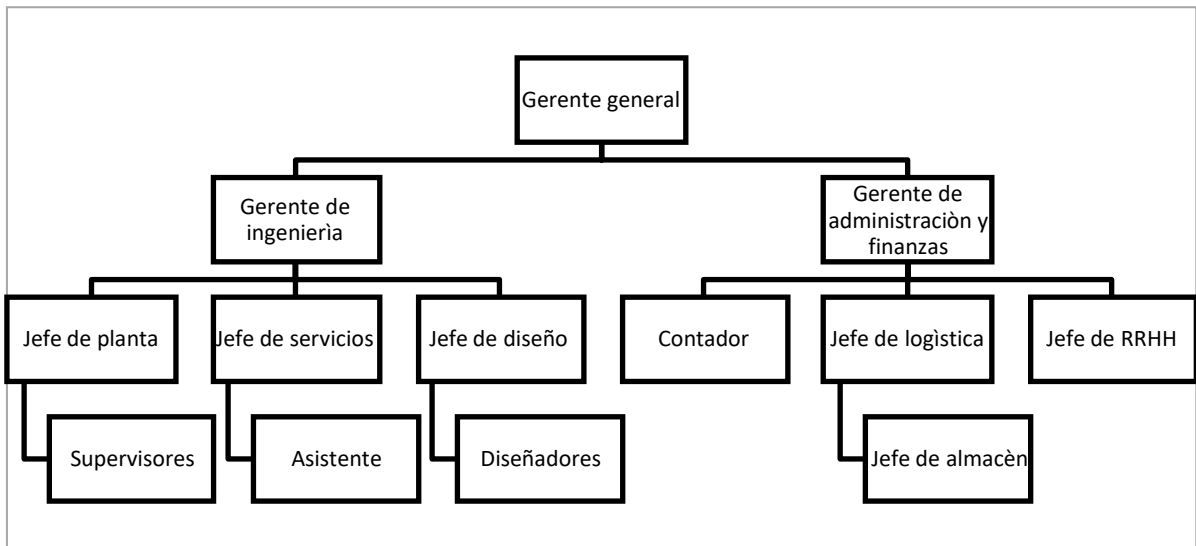 Gerente general
Gerente de
ingenierìa
Gerente de
administraciòn y
finanzas
Jefe de planta
Jefe de servicios
Jefe de diseño
Contador
Jefe de logìstica
Jefe de RRHH
Supervisores
Asistente
Diseñadores
Jefe de almacèn